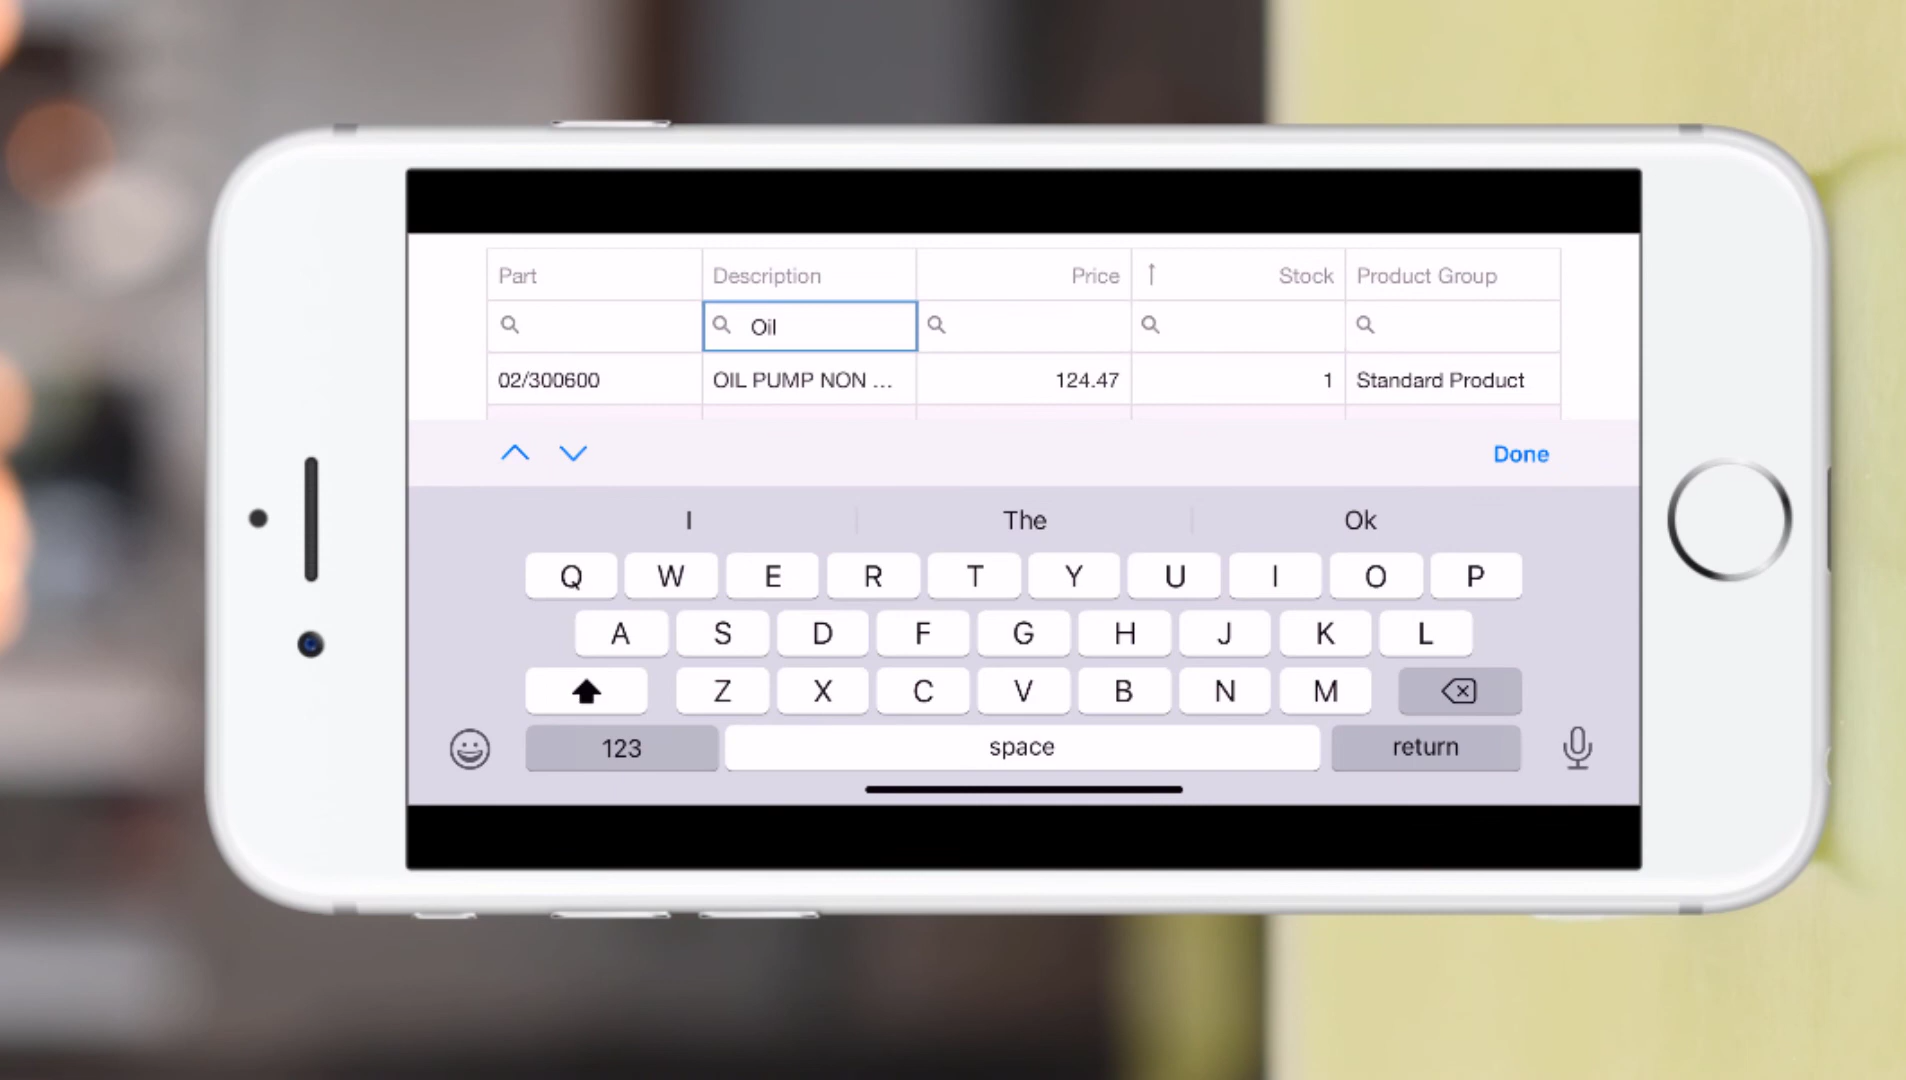 Part Description Price ↑ Stock Product Group
Oil
02/300600 OIL PUMP NON ... 124.47 1 Standard Product
Done
I The Ok
Q W E R T Y U I O P
A S D F G H J K L
Z X C V B N M
123 space return